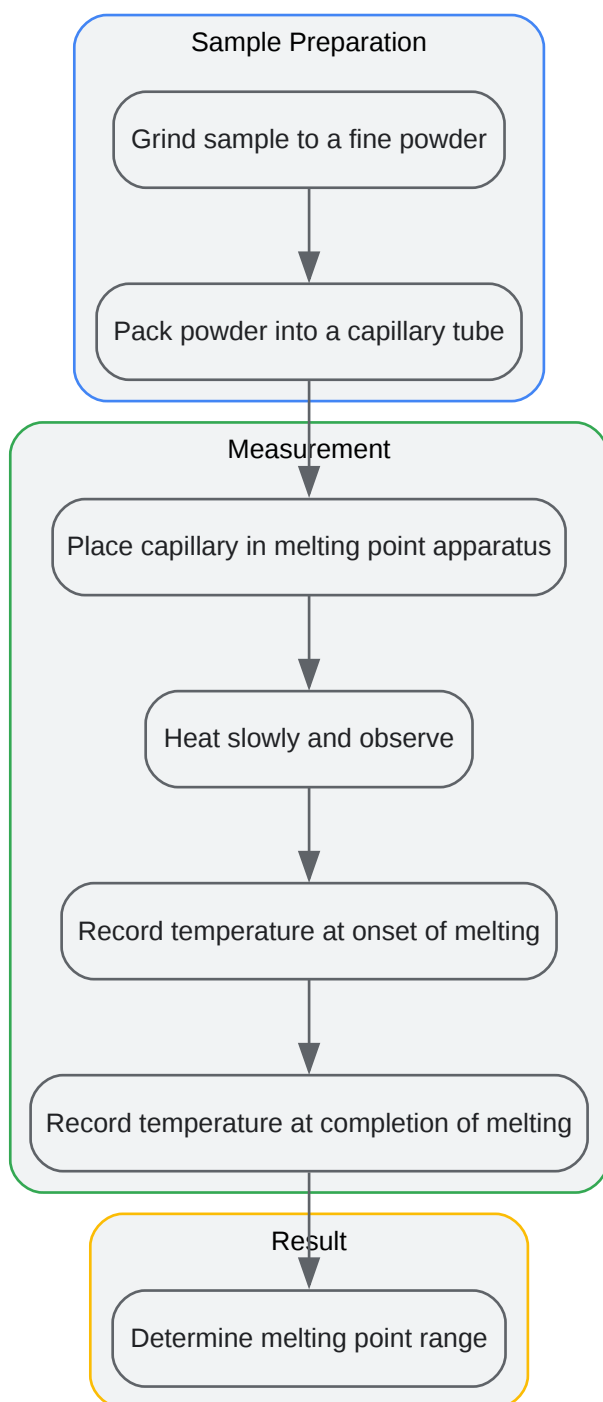 Sample Preparation
Grind sample to a fine powder
Pack powder into a capillary tube
Measurement
Place capillary in melting point apparatus
Heat slowly and observe
Record temperature at onset of melting
Record temperature at completion of melting
Result
Determine melting point range